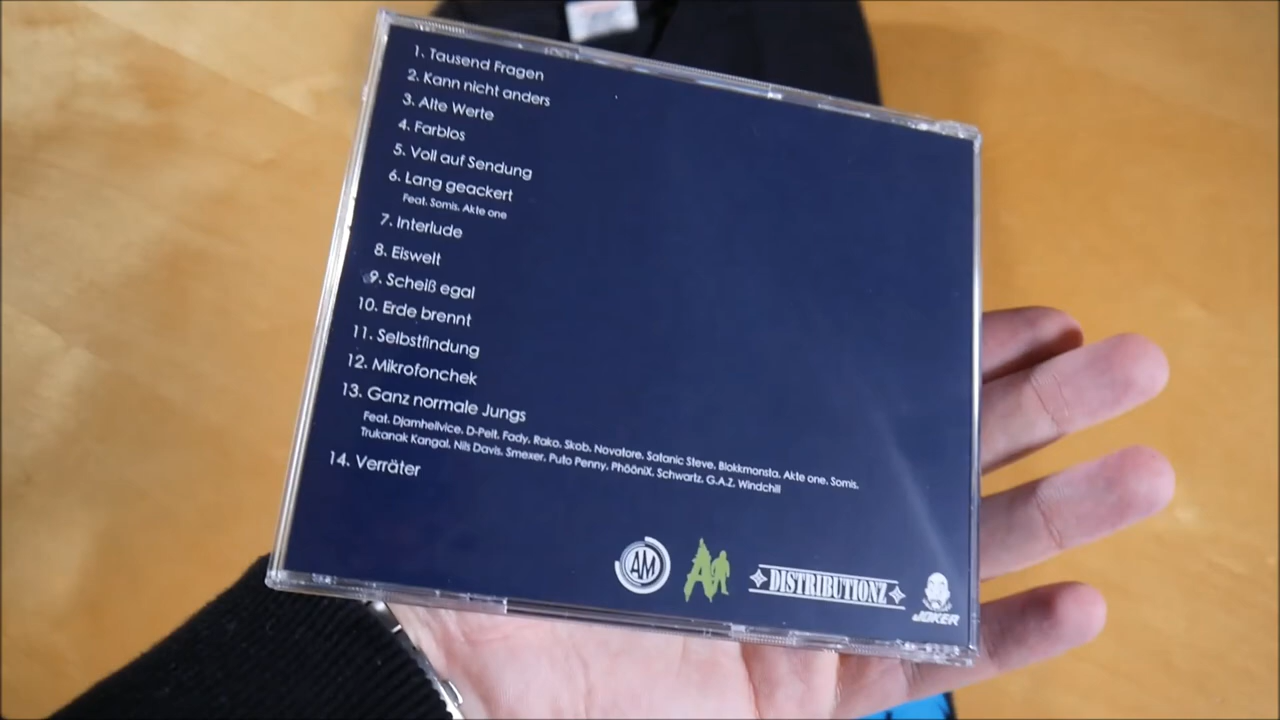 1. Tausend Fragen
2. Kann nicht anders
3. Alte Werte
4. Farblos
5. Voll auf Sendung
6. Lang geackert
Feat. Somis, Akte one
7. Interlude
8. Eiswelt
9. Scheiß egal
10. Erde brennt
11. Selbstfindung
12. Mikrofonchek
13. Ganz normale Jungs
Feat. Djamhellvice, D-Pelt, Fady, Rako, Skob, Novatore, Satanic Steve, Blokkmonsta, Akte one, Somis,
Trukanak Kangal, Nils Davis, Smexer, Puto Penny, PhööniX, Schwartz, G.A.Z, Windchill
14. Verräter
AM
AM
DISTRIBUTIONZ
JOKER